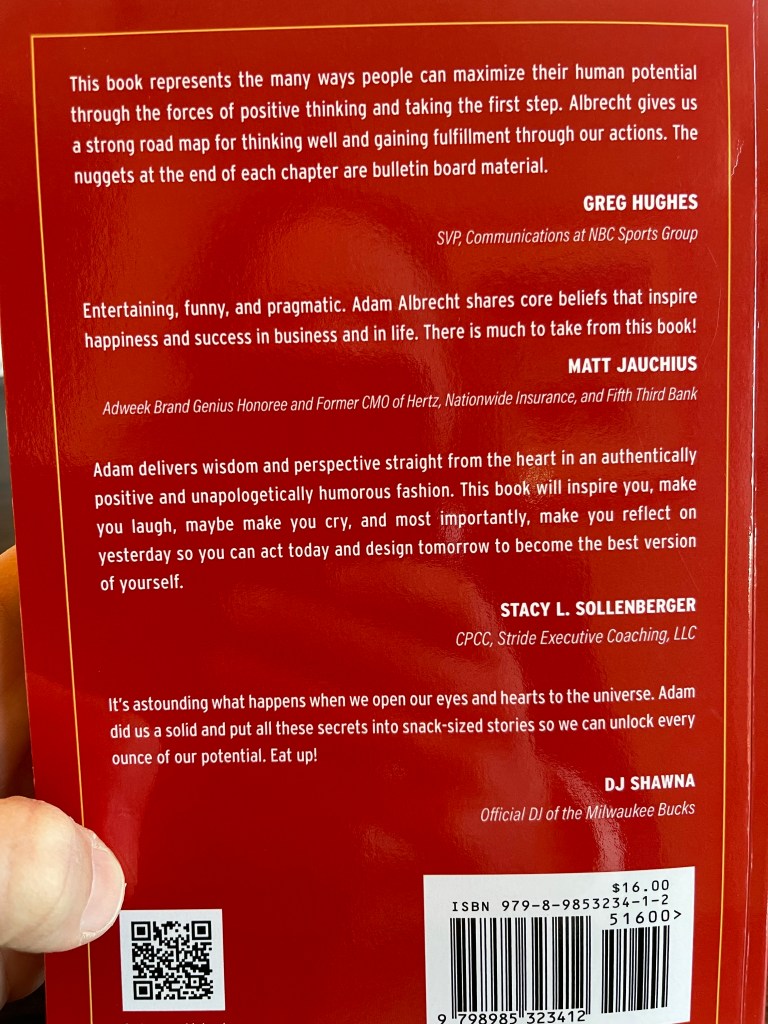 This book represents the many ways people can maximize their human potential
through the forces of positive thinking and taking the first step. Albrecht gives us
a strong road map for thinking well and gaining fulfillment through our actions. The
nuggets at the end of each chapter are bulletin board material.
GREG HUGHES
SVP, Communications at NBC Sports Group
Entertaining, funny, and pragmatic. Adam Albrecht shares core beliefs that inspire
happiness and success in business and in life. There is much to take from this book!
MATT JAUCHIUS
Adweek Brand Genius Honoree and Former CMO of Hertz, Nationwide Insurance, and Fifth Third Bank
Adam delivers wisdom and perspective straight from the heart in an authentically
positive and unapologetically humorous fashion. This book will inspire you, make
you laugh, maybe make you cry, and most importantly, make you reflect on
yesterday so you can act today and design tomorrow to become the best version
of yourself.
STACY L. SOLLENBERGER
CPCC, Stride Executive Coaching, LLC
It's astounding what happens when we open our eyes and hearts to the universe. Adam
did us a solid and put all these secrets into snack-sized stories so we can unlock every
ounce of our potential. Eat up!
DJ SHAWNA
Official DJ of the Milwaukee Bucks
$16.00
ISBN 979-8-9853234-1-2
51600>
9 798985 323412